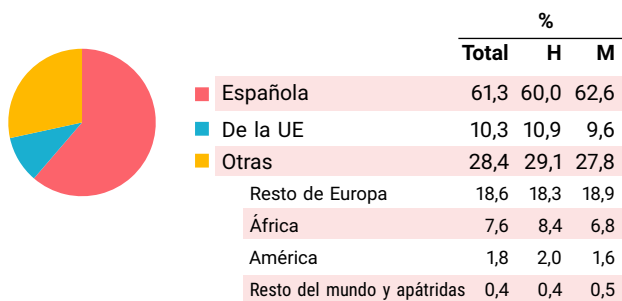 %
Total H M
Española 61,3 60,0 62,6
De la UE 10,3 10,9 9,6
Otras 28,4 29,1 27,8
Resto de Europa 18,6 18,3 18,9
África 7,6 8,4 6,8
América 1,8 2,0 1,6
Resto del mundo y apátridas 0,4 0,4 0,5